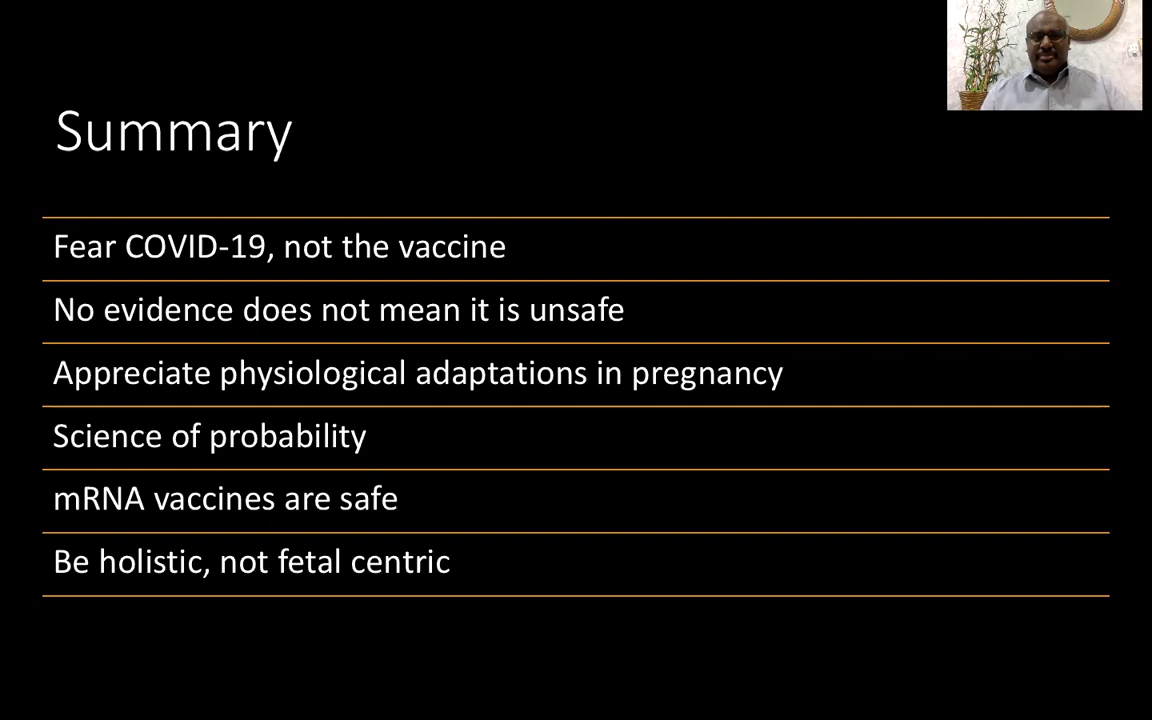 Summary
Fear COVID-19, not the vaccine
No evidence does not mean it is unsafe
Appreciate physiological adaptations in pregnancy
Science of probability
mRNA vaccines are safe
Be holistic, not fetal centric